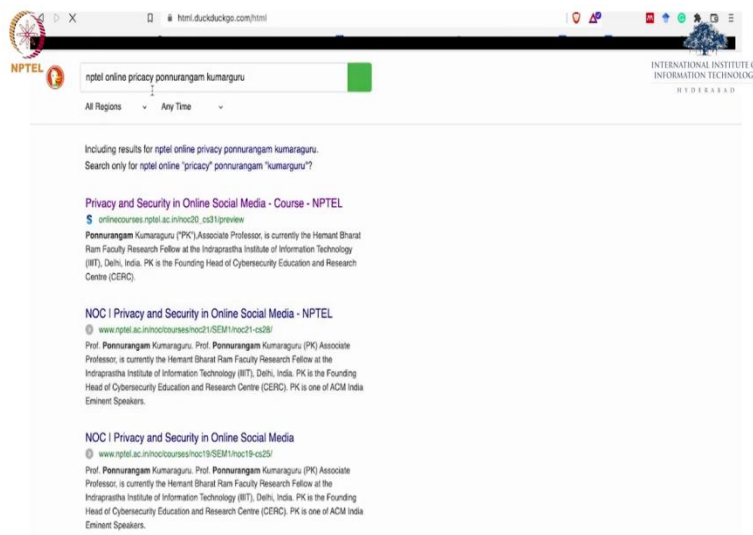 html.duckduckgo.com/html
NPTEL
INTERNATIONAL INSTITUTE O
INFORMATION TECHNOLOG
HYDERABAD
nptel online pricacy ponnurangam kumarguru
All Regions Any Time
Including results for nptel online privacy ponnurangam kumaraguru.
Search only for nptel online "pricacy" ponnurangam "kumarguru"?
Privacy and Security in Online Social Media - Course - NPTEL
onlinecourses.nptel.ac.in/noc20_cs31/preview
Ponnurangam Kumaraguru ("PK"),Associate Professor, is currently the Hemant Bharat
Ram Faculty Research Fellow at the Indraprastha Institute of Information Technology
(IIIT), Delhi, India. PK is the Founding Head of Cybersecurity Education and Research
Centre (CERC).
NOC | Privacy and Security in Online Social Media - NPTEL
www.nptel.ac.in/noc/courses/noc21/SEM1/noc21-cs28/
Prof. Ponnurangam Kumaraguru. Prof. Ponnurangam Kumaraguru (PK) Associate
Professor, is currently the Hemant Bharat Ram Faculty Research Fellow at the
Indraprastha Institute of Information Technology (IIIT), Delhi, India. PK is the Founding
Head of Cybersecurity Education and Research Centre (CERC). PK is one of ACM India
Eminent Speakers.
NOC | Privacy and Security in Online Social Media
www.nptel.ac.in/noc/courses/noc19/SEM1/noc19-cs25/
Prof. Ponnurangam Kumaraguru. Prof. Ponnurangam Kumaraguru (PK) Associate
Professor, is currently the Hemant Bharat Ram Faculty Research Fellow at the
Indraprastha Institute of Information Technology (IIIT), Delhi, India. PK is the Founding
Head of Cybersecurity Education and Research Centre (CERC). PK is one of ACM India
Eminent Speakers.